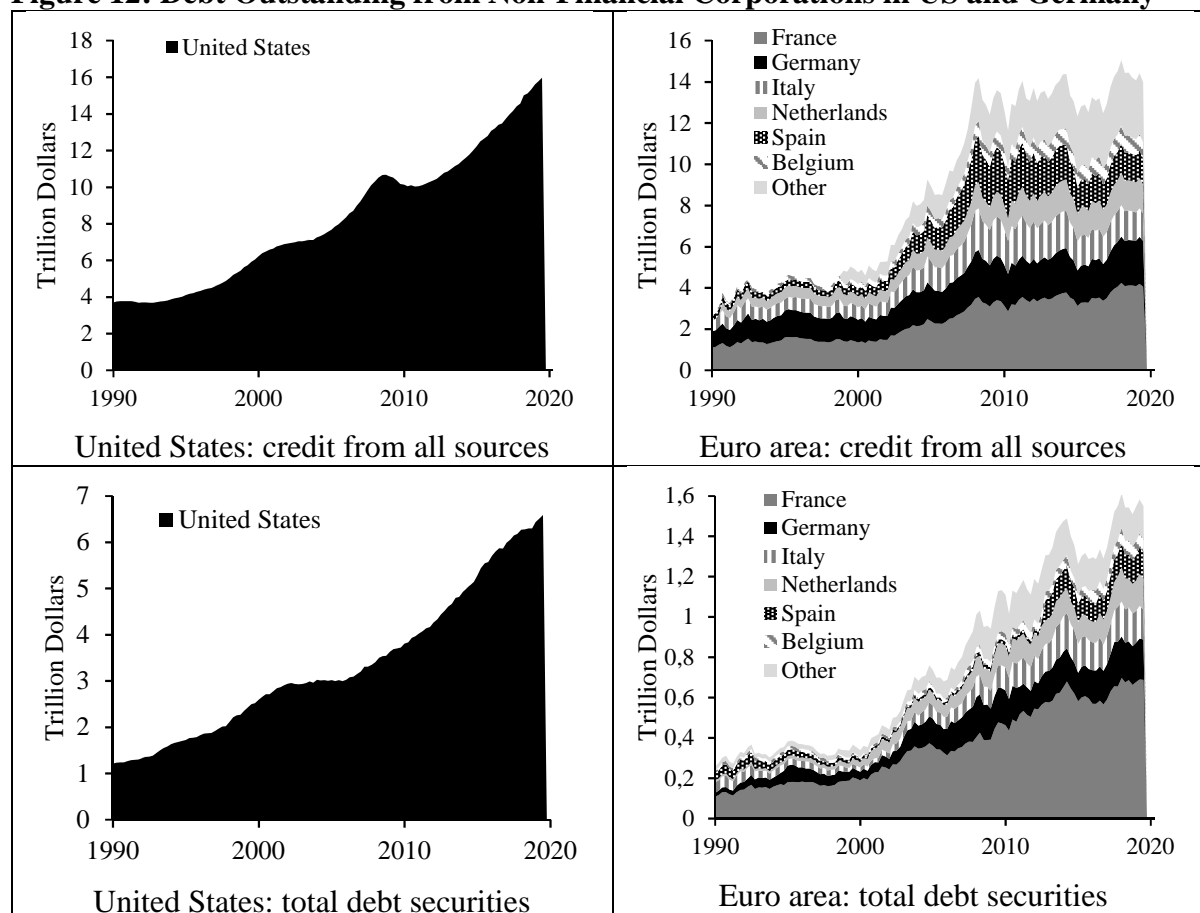 Figure 12: Debt Outstanding from Non-Financial Corporations in US and Germany
18
16
14
12
10
8
6
4
2
0
Trillion Dollars
United States
1990
2000
2010
2020
United States: credit from all sources
16
14
12
10
8
6
4
2
0
Trillion Dollars
France
Germany
Italy
Netherlands
Spain
Belgium
Other
1990
2000
2010
2020
Euro area: credit from all sources
7
6
5
4
3
2
1
0
Trillion Dollars
United States
1990
2000
2010
2020
United States: total debt securities
1,6
1,4
1,2
1
0,8
0,6
0,4
0,2
0
Trillion Dollars
France
Germany
Italy
Netherlands
Spain
Belgium
Other
1990
2000
2010
2020
Euro area: total debt securities